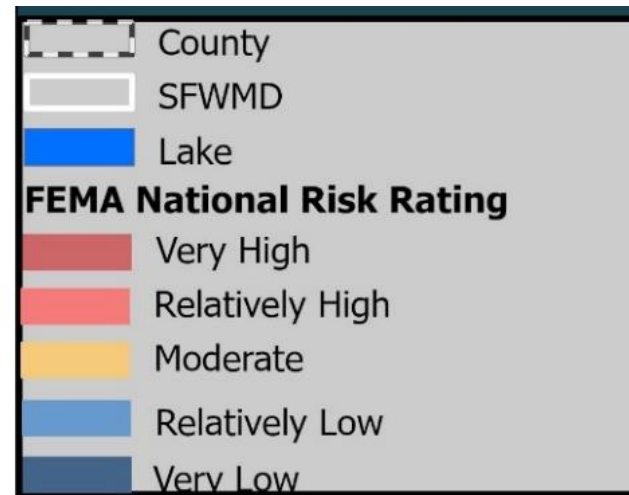 County
SFWMD
Lake
FEMA National Risk Rating
Very High
Relatively High
Moderate
Relatively Low
Very Low